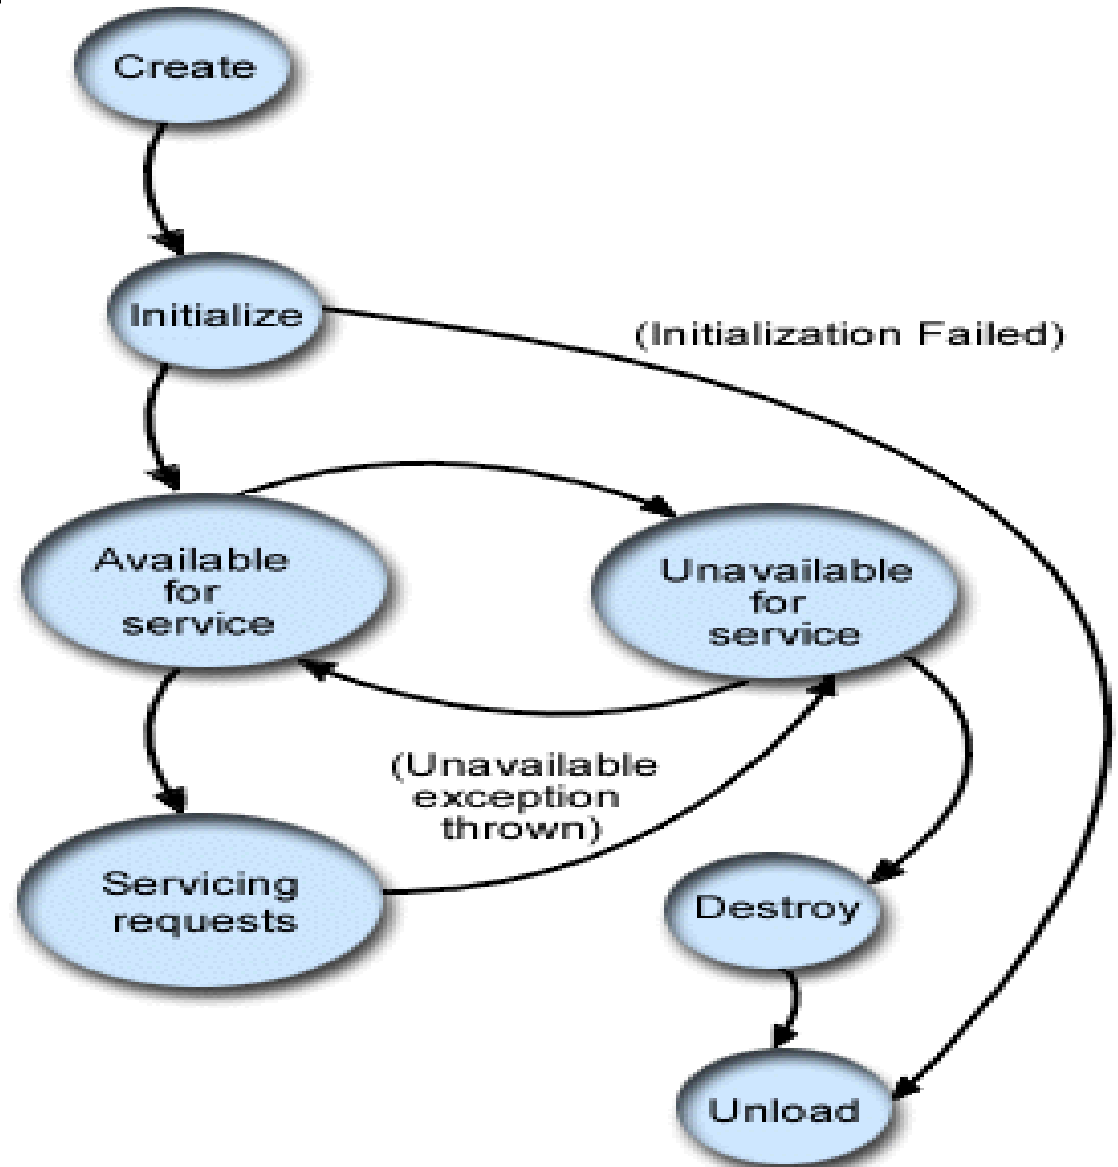 Create
Initialize
(Initialization Failed)
Available
for
service
Unavailable
for
service
(Unavailable
exception
thrown)
Servicing
requests
Destroy
Unload